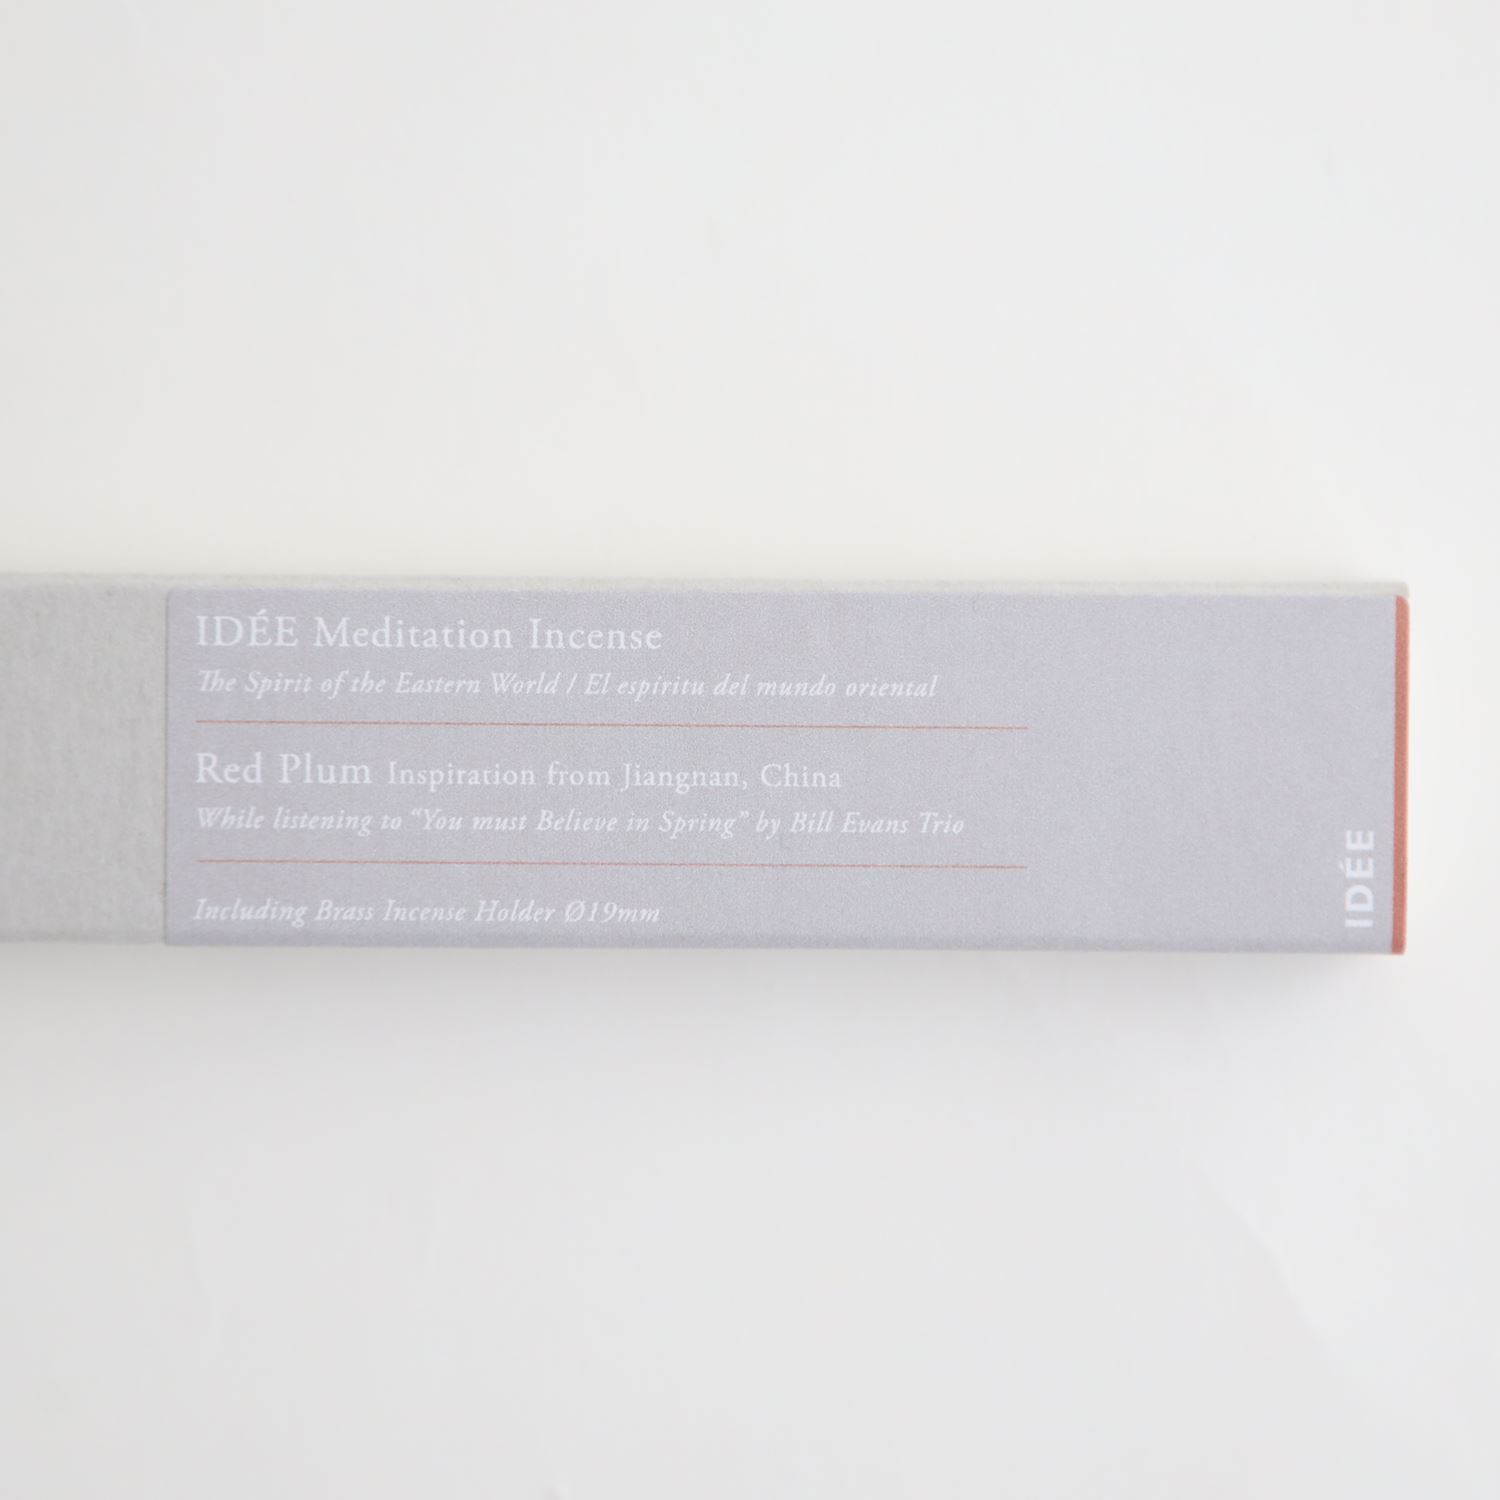 IDÉE Meditation Incense
The Spirit of the Eastern World / El espíritu del mundo oriental
Red Plum Inspiration from Jiangnan, China
While listening to “You must Believe in Spring” by Bill Evans Trio
Including Brass Incense Holder Ø19mm
IDÉE